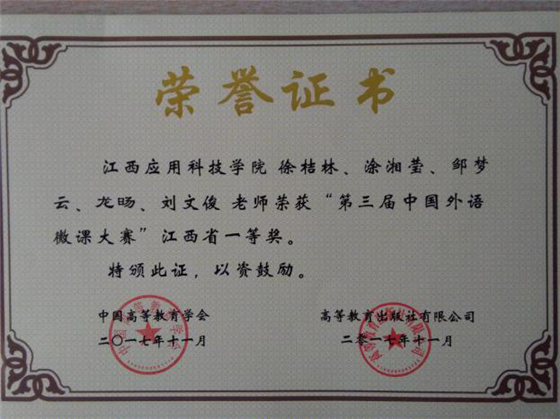 荣誉证书
江西应用科技学院 徐桔林、涂湘莹、邹梦
云、龙旸、刘文俊 老师荣获“第三届中国外语
微课大赛”江西省一等奖。
特颁此证，以资鼓励。
中国高等教育学会
高等教育出版社有限公司
二〇一七年十一月
二零一七年十一月